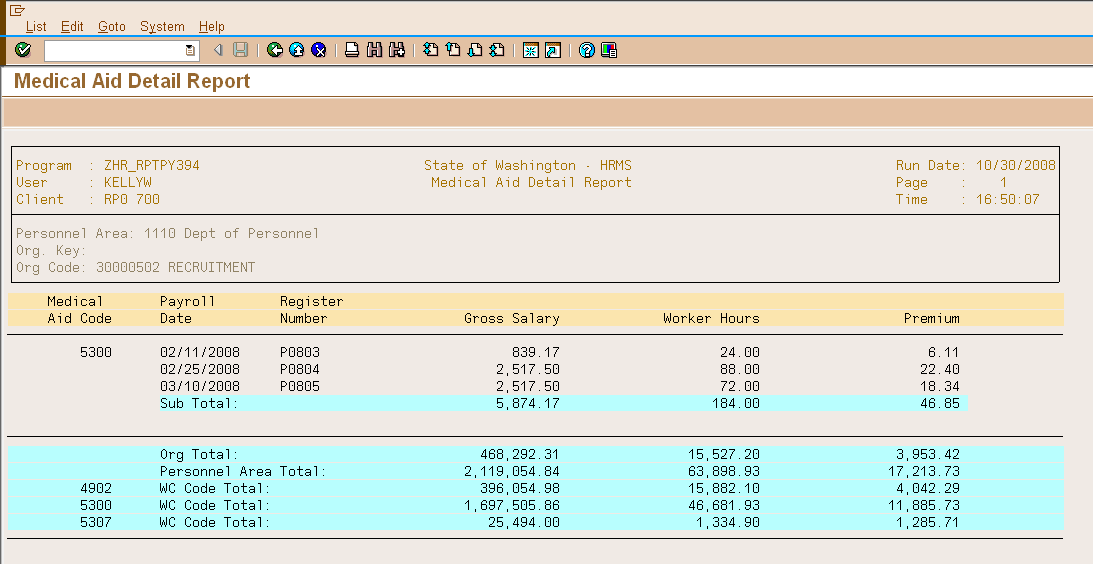 List Edit Goto System Help
Medical Aid Detail Report
Program : ZHR_RPTPY394 State of Washington - HRMS Run Date: 10/30/2008
User : KELLYW Medical Aid Detail Report Page : 1
Client : RP0 700 Time : 16:50:07
Personnel Area: 1110 Dept of Personnel
Org. Key:
Org Code: 30000502 RECRUITMENT
Medical Payroll Register
Aid Code Date Number Gross Salary Worker Hours Premium
5300 02/11/2008 P0803 839.17 24.00 6.11
02/25/2008 P0804 2,517.50 88.00 22.40
03/10/2008 P0805 2,517.50 72.00 18.34
Sub Total: 5,874.17 184.00 46.85
Org Total: 468,292.31 15,527.20 3,953.42
Personnel Area Total: 2,119,054.84 63,898.93 17,213.73
4902 WC Code Total: 396,054.98 15,882.10 4,042.29
5300 WC Code Total: 1,697,505.86 46,681.93 11,885.73
5307 WC Code Total: 25,494.00 1,334.90 1,285.71